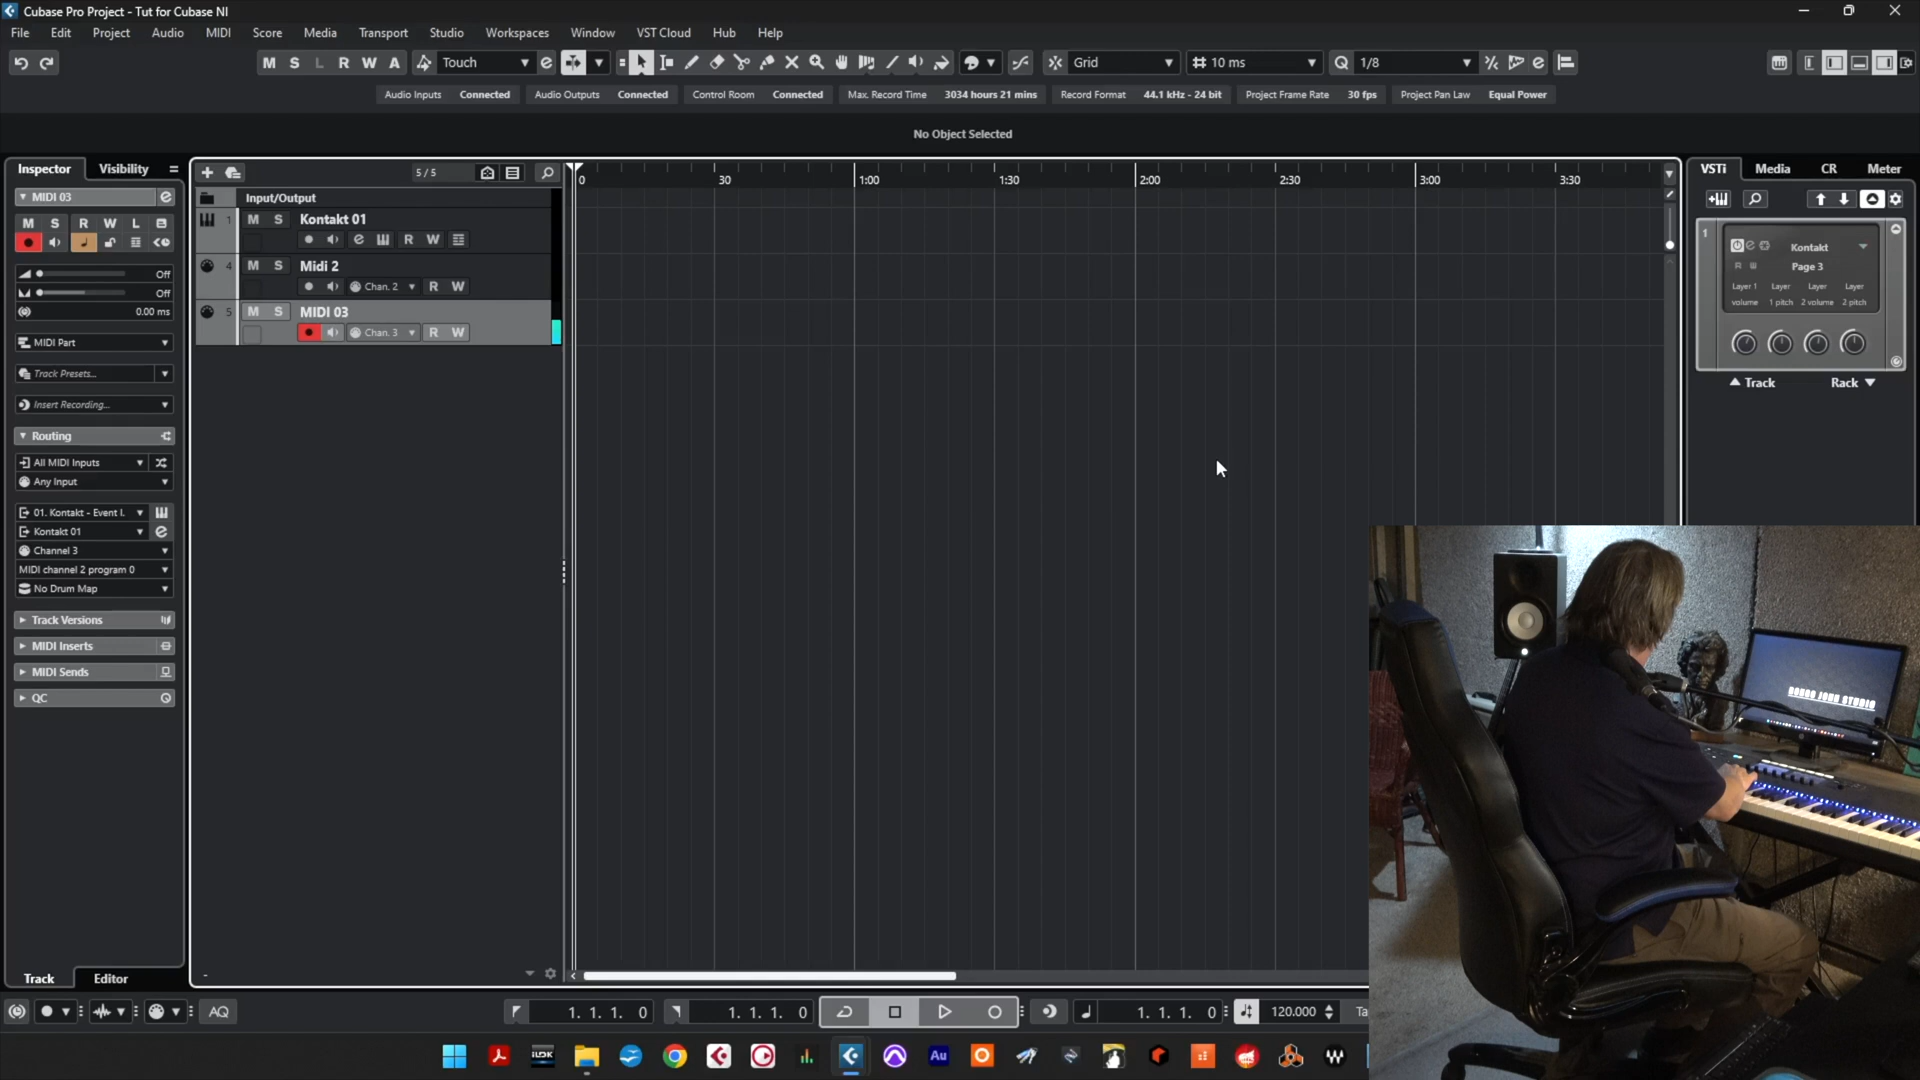 Cubase Pro Project - Tut for Cubase NI
File Edit Project Audio MIDI Score Media Transport Studio Workspaces Window VST Cloud Hub Help
M S L R W A Touch Grid 10 ms Q 1/8
Audio Inputs Connected Audio Outputs Connected Control Room Connected Max. Record Time 3034 hours 21 mins Record Format 44.1 kHz - 24 bit Project Frame Rate 30 fps Project Pan Law Equal Power
No Object Selected
Inspector Visibility
MIDI 03
M S R W L
Off
Off
0.00 ms
MIDI Part
Track Presets...
Insert Recording...
Routing
All MIDI Inputs
Any Input
01. Kontakt - Event I.
Kontakt 01
Channel 3
MIDI channel 2 program 0
No Drum Map
Track Versions
MIDI Inserts
MIDI Sends
QC
Track Editor
5 / 5
Input/Output
1 M S Kontakt 01
R W
4 M S Midi 2
Chan. 2 R W
5 M S MIDI 03
Chan. 3 R W
0 30 1:00 1:30 2:00 2:30 3:00 3:30
VSTi Media CR Meter
1 Kontakt
R
Page 3
Layer 1 Layer Layer Layer
volume 1 pitch 2 volume 2 pitch
Track Rack
AQ 1. 1. 1. 0 1. 1. 1. 0 1. 1. 1. 0 120.000 Ta
iLOK Au
JOHN STUDIO